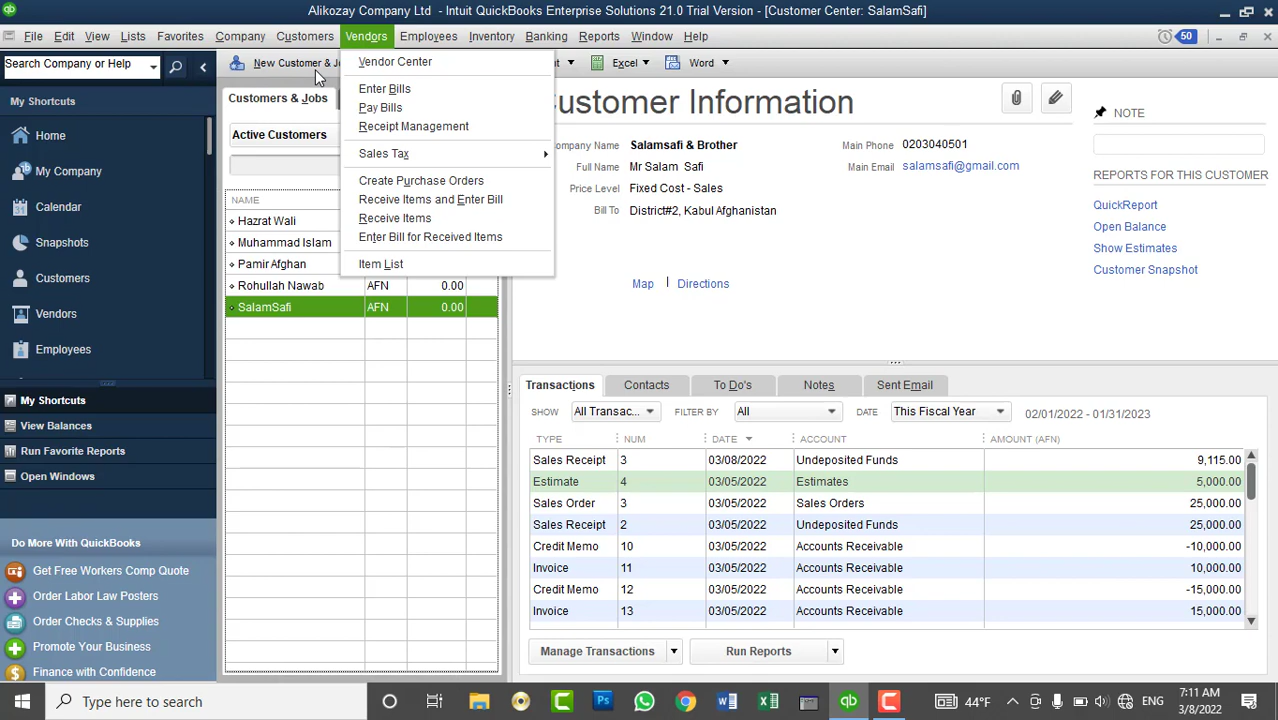 Alikozay Company Ltd - Intuit QuickBooks Enterprise Solutions 21.0 Trial Version - [Customer Center: SalamSafi]
File Edit View Lists Favorites Company Customers Vendors Employees Inventory Banking Reports Window Help 50
Search Company or Help
New Customer & J
Excel Word
My Shortcuts
Home
My Company
Calendar
Snapshots
Customers
Vendors
Employees
My Shortcuts
View Balances
Run Favorite Reports
Open Windows
Do More With QuickBooks
Get Free Workers Comp Quote
Order Labor Law Posters
Order Checks & Supplies
Promote Your Business
Finance with Confidence
Customers & Jobs
Active Customers
NAME
Hazrat Wali
Muhammad Islam
Pamir Afghan
Rohullah Nawab AFN 0.00
SalamSafi AFN 0.00
Vendor Center
Enter Bills
Pay Bills
Receipt Management
Sales Tax
Create Purchase Orders
Receive Items and Enter Bill
Receive Items
Enter Bill for Received Items
Item List
ustomer Information
Company Name Salamsafi & Brother
Full Name Mr Salam Safi
Price Level Fixed Cost - Sales
Bill To District#2, Kabul Afghanistan
Main Phone 0203040501
Main Email salamsafi@gmail.com
Map Directions
NOTE
REPORTS FOR THIS CUSTOMER
QuickReport
Open Balance
Show Estimates
Customer Snapshot
Transactions Contacts To Do's Notes Sent Email
SHOW All Transac... FILTER BY All DATE This Fiscal Year 02/01/2022 - 01/31/2023
TYPE NUM DATE ACCOUNT AMOUNT (AFN)
Sales Receipt 3 03/08/2022 Undeposited Funds 9,115.00
Estimate 4 03/05/2022 Estimates 5,000.00
Sales Order 3 03/05/2022 Sales Orders 25,000.00
Sales Receipt 2 03/05/2022 Undeposited Funds 25,000.00
Credit Memo 10 03/05/2022 Accounts Receivable -10,000.00
Invoice 11 03/05/2022 Accounts Receivable 10,000.00
Credit Memo 12 03/05/2022 Accounts Receivable -15,000.00
Invoice 13 03/05/2022 Accounts Receivable 15,000.00
Manage Transactions Run Reports
Type here to search
44°F ENG 7:11 AM
3/8/2022